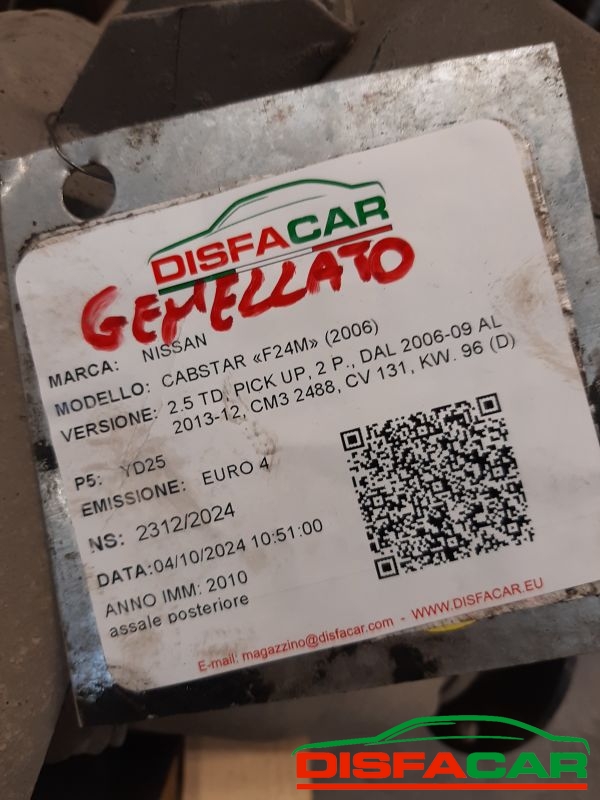 DISFACAR
GEMELLATO
MARCA: NISSAN
MODELLO: CABSTAR «F24M» (2006)
VERSIONE: 2.5 TD, PICK UP, 2 P., DAL 2006-09 AL
2013-12, CM3 2488, CV 131, KW. 96 (D)
P5: YD25
EMISSIONE: EURO 4
NS: 2312/2024
DATA:04/10/2024 10:51:00
ANNO IMM: 2010
assale posteriore
E-mail: magazzino@disfacar.com - WWW.DISFACAR.EU
DISFACAR